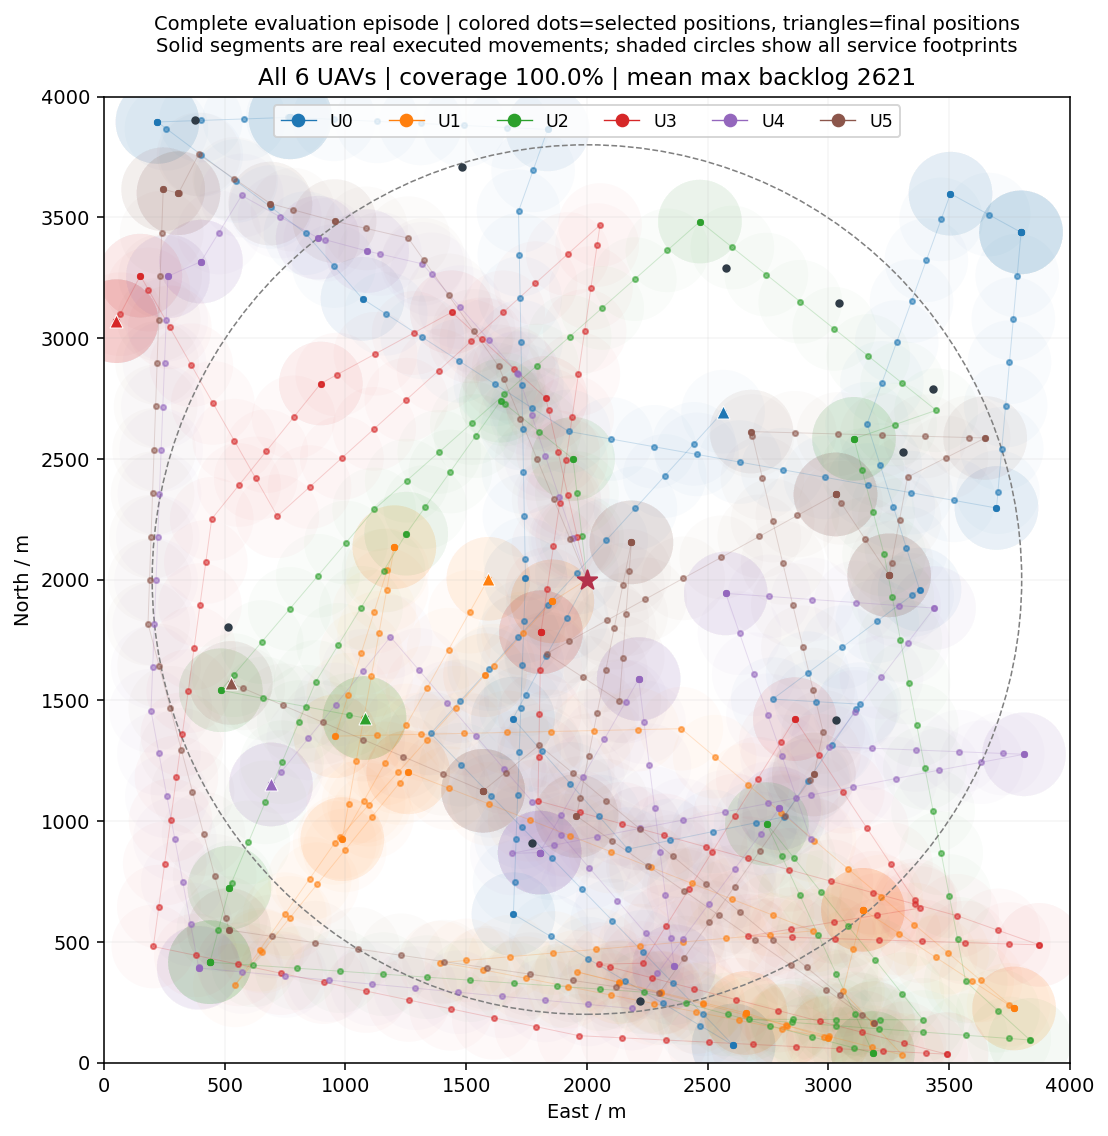 Complete evaluation episode | colored dots=selected positions, triangles=final positions
Solid segments are real executed movements; shaded circles show all service footprints
All 6 UAVs | coverage 100.0% | mean max backlog 2621
U0 U1 U2 U3 U4 U5
4000
3500
3000
2500
2000
1500
1000
500
0
North / m
0 500 1000 1500 2000 2500 3000 3500 4000
East / m